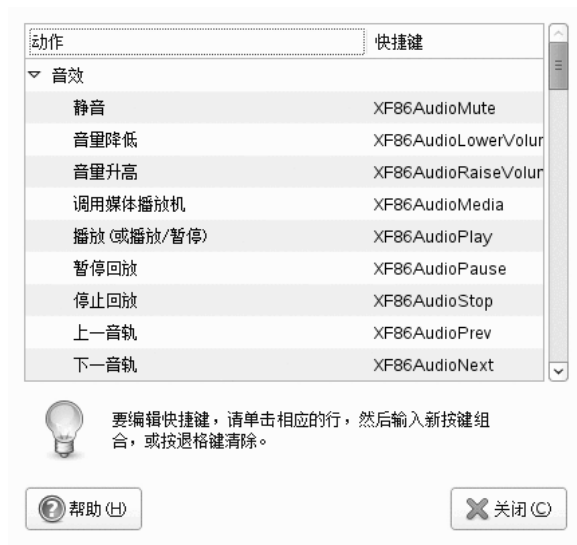 动作 快捷键
音效
静音 XF86AudioMute
音量降低 XF86AudioLowerVolur
音量升高 XF86AudioRaiseVolur
调用媒体播放机 XF86AudioMedia
播放(或播放/暂停) XF86AudioPlay
暂停回放 XF86AudioPause
停止回放 XF86AudioStop
上一音轨 XF86AudioPrev
下一音轨 XF86AudioNext
要编辑快捷键，请单击相应的行，然后输入新按键组
合，或按退格键清除。
帮助(H) 关闭(C)